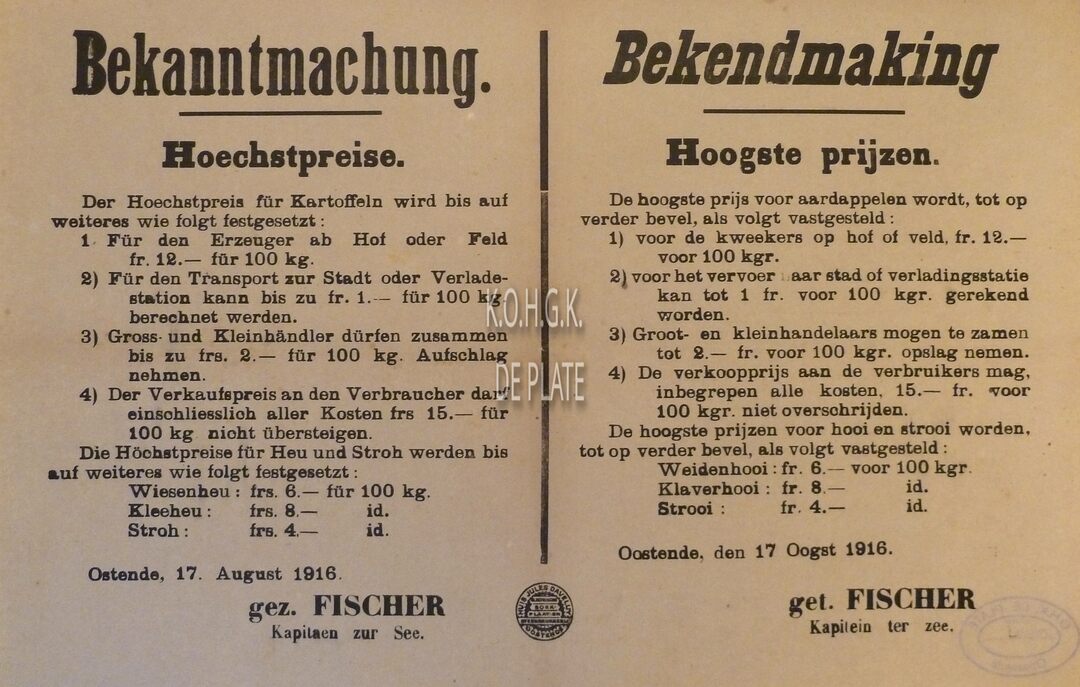 Bekanntmachung.
Hoechstpreise.
Der Hoechstpreis für Kartoffeln wird bis auf
weiteres wie folgt festgesetzt :
1. Für den Erzeuger ab Hof oder Feld
fr. 12.— für 100 kg.
2) Für den Transport zur Stadt oder Verlade-
station kann bis zu fr. 1.— für 100 kg.
berechnet werden.
3) Gross- und Kleinhändler dürfen zusammen
bis zu frs. 2.— für 100 kg. Aufschlag
nehmen.
4) Der Verkaufspreis an den Verbraucher darf
einschliesslich aller Kosten frs 15.— für
100 kg nicht übersteigen.
Die Höchstpreise für Heu und Stroh werden bis
auf weiteres wie folgt festgesetzt :
Wiesenheu : frs. 6.— für 100 kg.
Kleeheu : frs. 8.— id.
Stroh : frs. 4.— id.
Ostende, 17. August 1916.
gez. FISCHER
Kapitaen zur See.
Bekendmaking
Hoogste prijzen.
De hoogste prijs voor aardappelen wordt, tot op
verder bevel, als volgt vastgesteld :
1) voor de kweekers op hof of veld, fr. 12.—
voor 100 kgr.
2) voor het vervoer aar stad of verladingsstatie
kan tot 1 fr. voor 100 kgr. gerekend
worden.
3) Groot- en kleinhandelaars mogen te zamen
tot 2.— fr. voor 100 kgr. opslag nemen.
4) De verkoopprijs aan de verbruikers mag,
inbegrepen alle kosten, 15.— fr. voor
100 kgr. niet overschrijden.
De hoogste prijzen voor hooi en strooi worden,
tot op verder bevel, als volgt vastgesteld :
Weidenhooi : fr. 6.— voor 100 kgr.
Klaverhooi : fr. 8.— id.
Strooi : fr. 4.— id.
Oostende, den 17 Oogst 1916.
get. FISCHER
Kapitein ter zee.
K.O.H.G.K.
DE PLATE
HUIS JULES DAVELUY
OOSTENDE